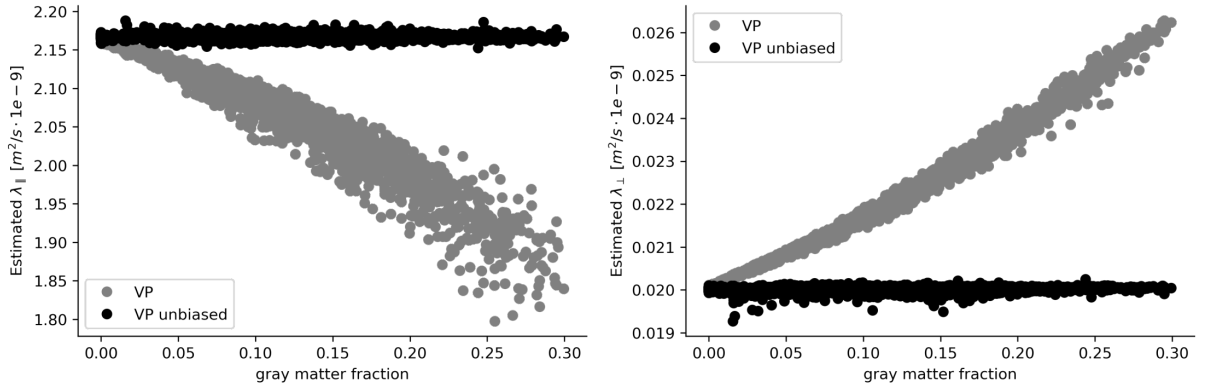 2.20
2.15
2.10
2.05
2.00
1.95
1.90
1.85
1.80
Estimated λ∥ [m²/s · 1e − 9]
VP
VP unbiased
0.00 0.05 0.10 0.15 0.20 0.25 0.30
gray matter fraction
0.026
0.025
0.024
0.023
0.022
0.021
0.020
0.019
Estimated λ⊥ [m²/s · 1e − 9]
VP
VP unbiased
0.00 0.05 0.10 0.15 0.20 0.25 0.30
gray matter fraction